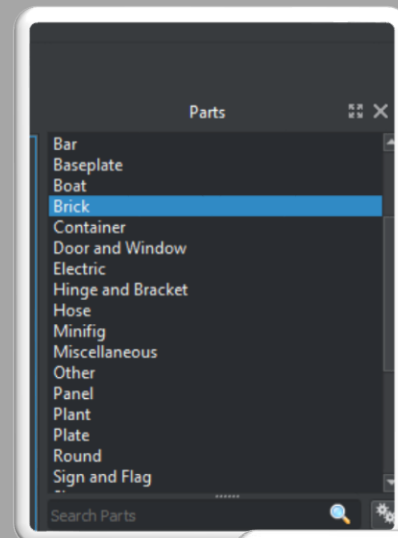 Parts
Bar
Baseplate
Boat
Brick
Container
Door and Window
Electric
Hinge and Bracket
Hose
Minifig
Miscellaneous
Other
Panel
Plant
Plate
Round
Sign and Flag
Search Parts